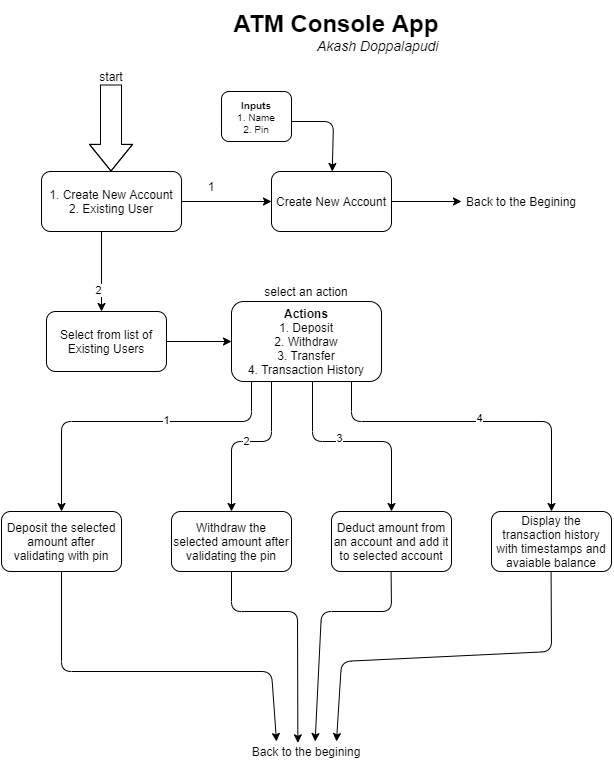 ATM Console App
Akash Doppalapudi
start
Inputs
1. Name
2. Pin
1. Create New Account
2. Existing User
1
Create New Account
Back to the Begining
2
select an action
Select from list of
Existing Users
Actions
1. Deposit
2. Withdraw
3. Transfer
4. Transaction History
1
2
3
4
Deposit the selected
amount after
validating with pin
Withdraw the
selected amount after
validating the pin
Deduct amount from
an account and add it
to selected account
Display the
transaction history
with timestamps and
avaiable balance
Back to the begining